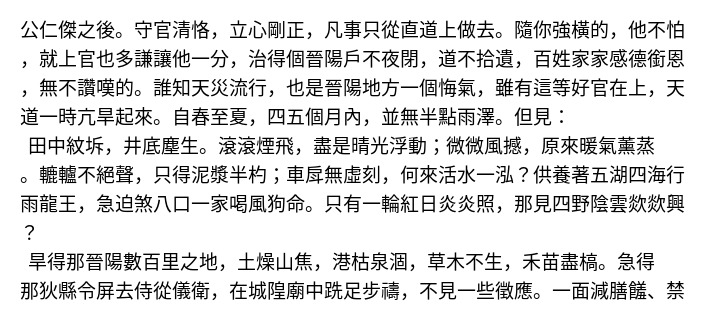 公仁傑之後。守官清恪，立心剛正，凡事只從直道上做去。隨你強橫的，他不怕
，就上官也多謙讓他一分，治得個晉陽戶不夜閉，道不拾遺，百姓家家感德銜恩
，無不讚嘆的。誰知天災流行，也是晉陽地方一個悔氣，雖有這等好官在上，天
道一時亢旱起來。自春至夏，四五個月內，並無半點雨澤。但見：
田中紋坼，井底塵生。滾滾煙飛，盡是晴光浮動；微微風撼，原來暖氣薰蒸
。轆轤不絕聲，只得泥漿半杓；車戽無虛刻，何來活水一泓？供養著五湖四海行
雨龍王，急迫煞八口一家喝風狗命。只有一輪紅日炎炎照，那見四野陰雲欻欻興
？
旱得那晉陽數百里之地，土燥山焦，港枯泉涸，草木不生，禾苗盡槁。急得
那狄縣令屏去侍從儀衛，在城隍廟中跣足步禱，不見一些徵應。一面減膳饈、禁